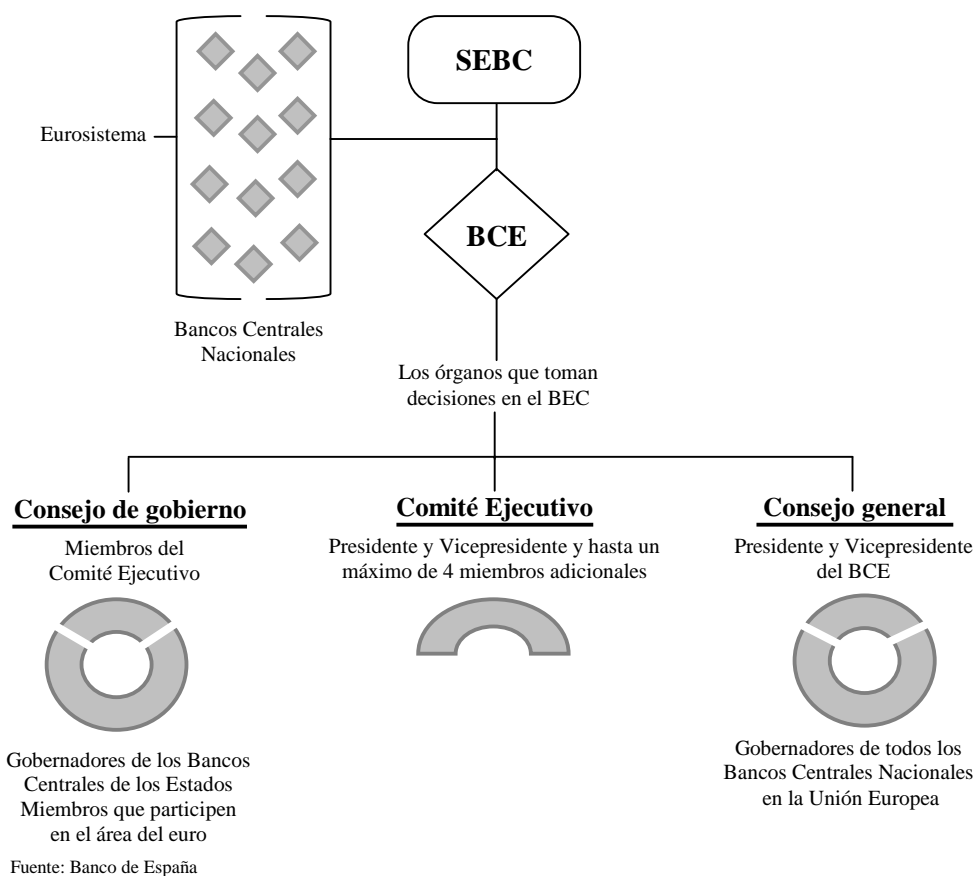 SEBC
Eurosistema
BCE
Bancos Centrales
Nacionales
Los órganos que toman
decisiones en el BEC
Consejo de gobierno
Miembros del
Comité Ejecutivo
Gobernadores de los Bancos
Centrales de los Estados
Miembros que participen
en el área del euro
Comité Ejecutivo
Presidente y Vicepresidente y hasta un
máximo de 4 miembros adicionales
Consejo general
Presidente y Vicepresidente
del BCE
Gobernadores de todos los
Bancos Centrales Nacionales
en la Unión Europea
Fuente: Banco de España